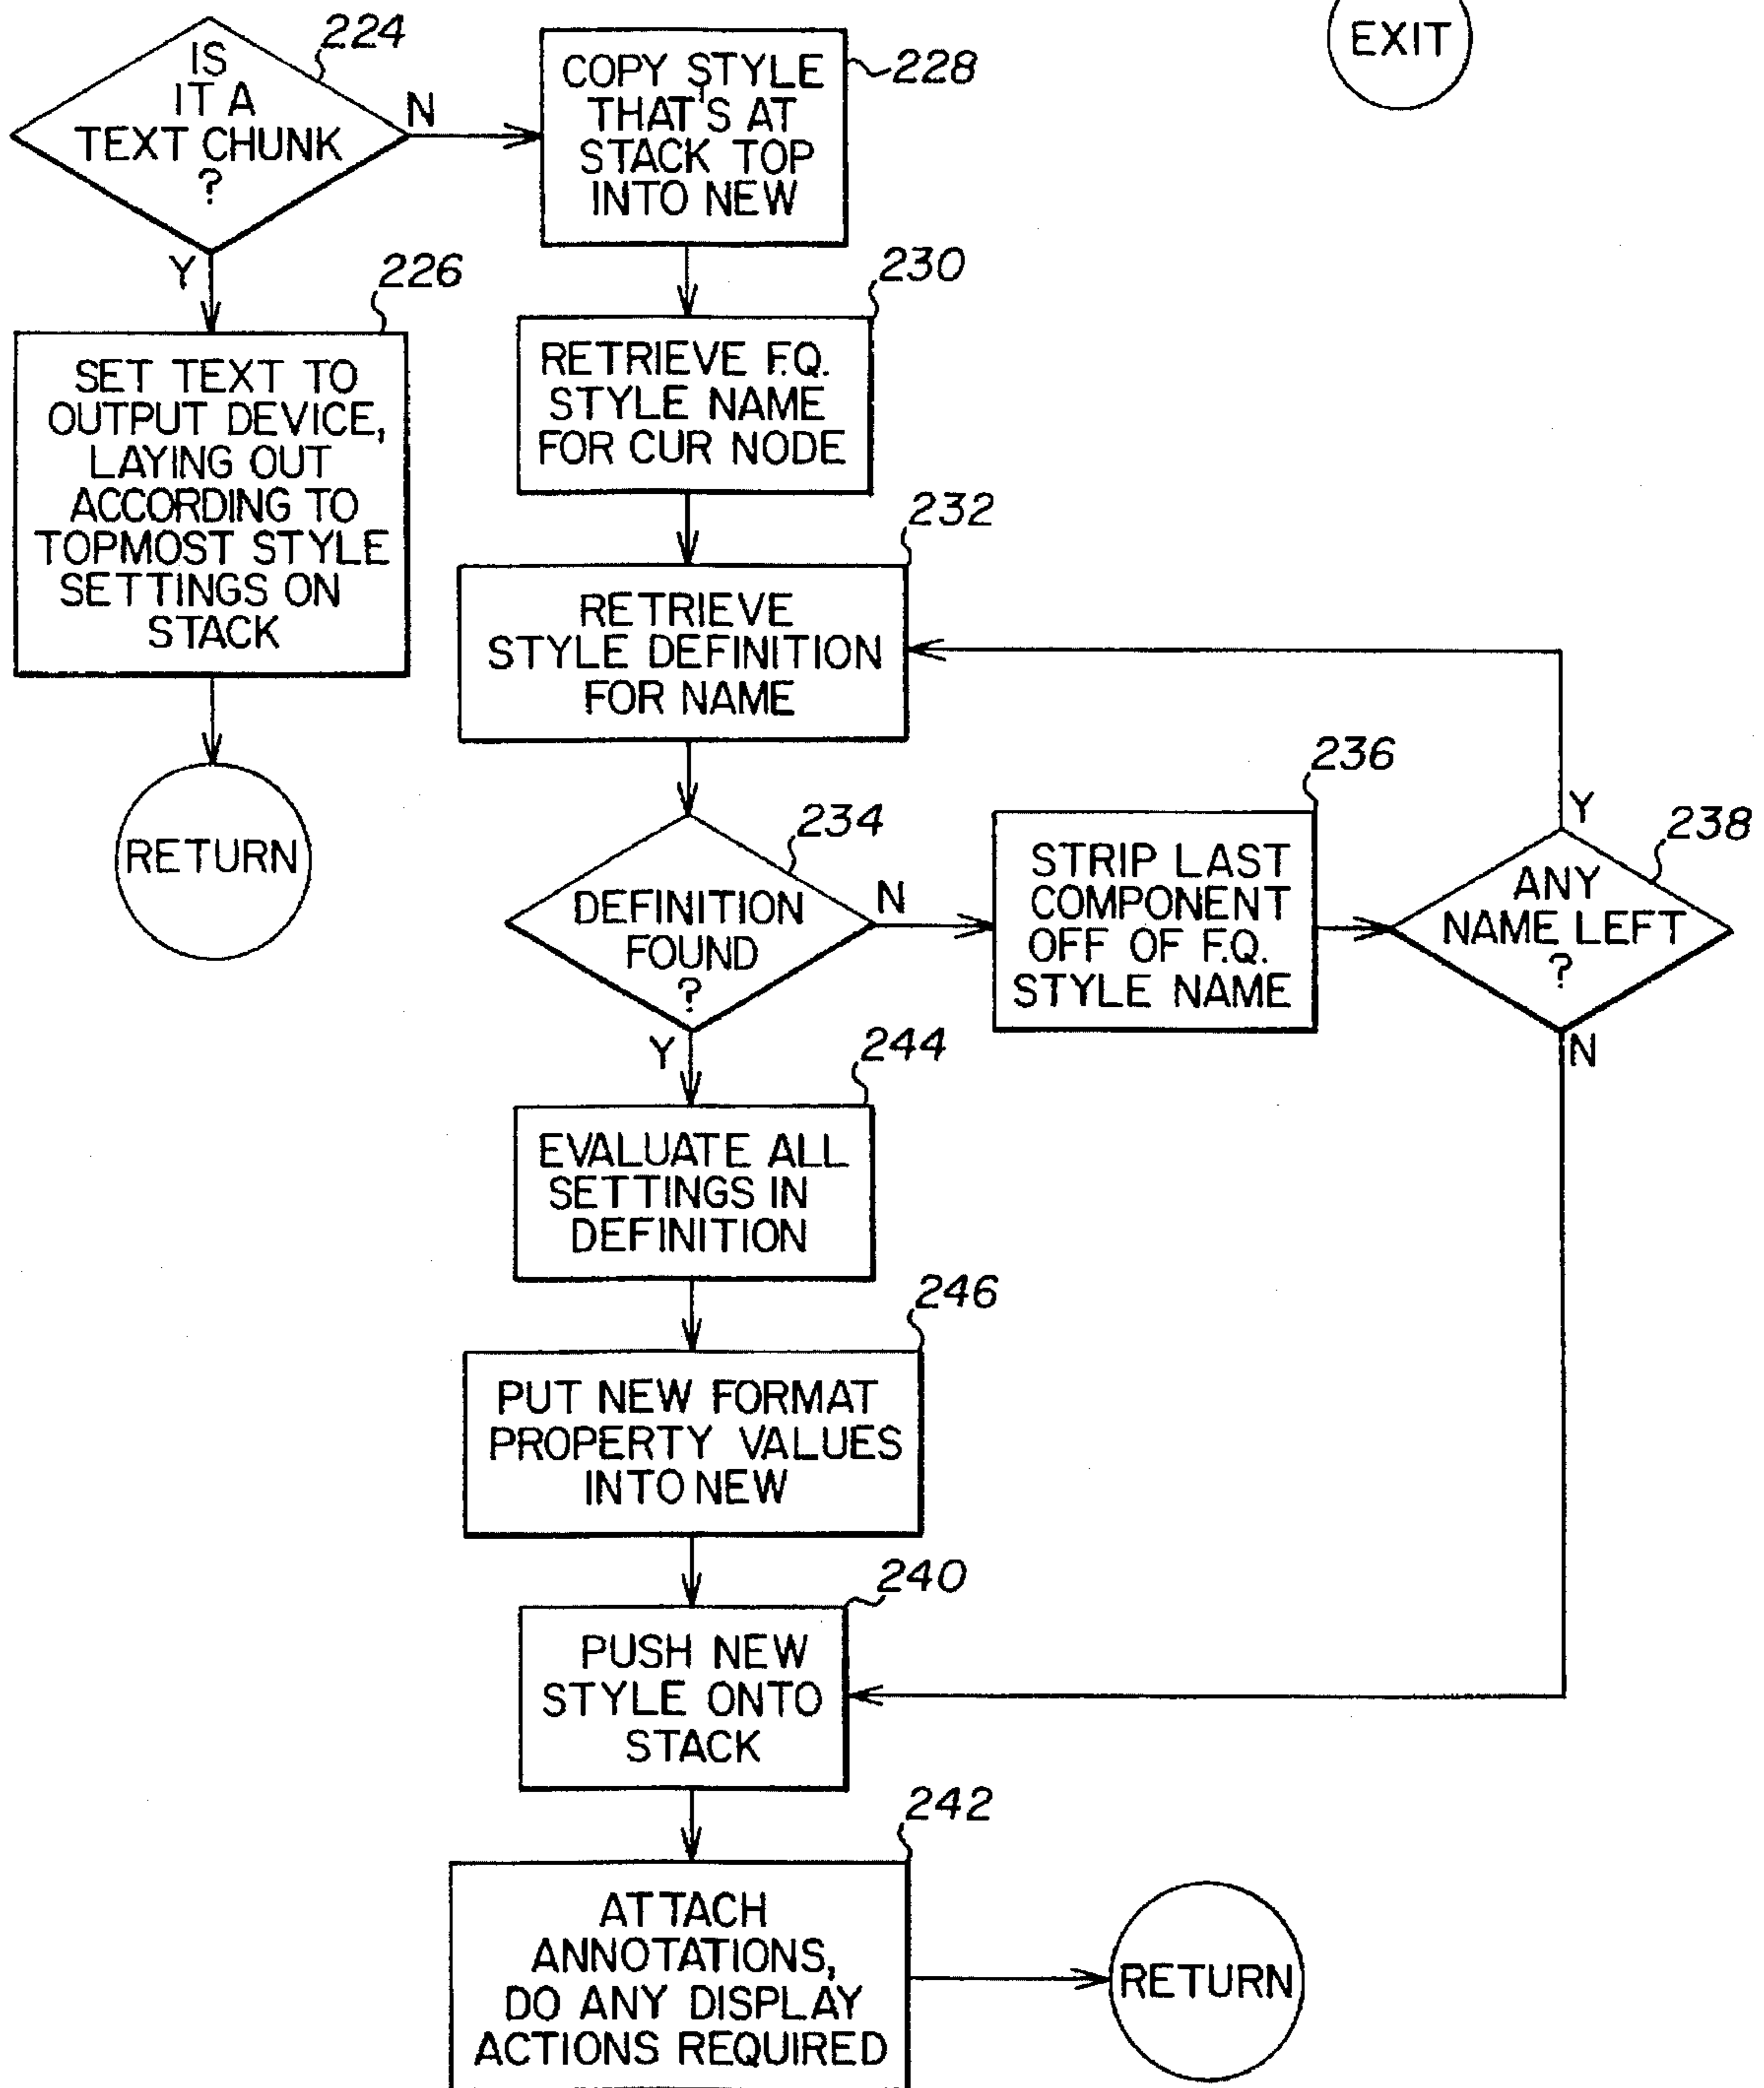 EXIT
224
IS
IT A
TEXT CHUNK
?
N
Y
228
COPY STYLE
THAT'S AT
STACK TOP
INTO NEW
226
SET TEXT TO
OUTPUT DEVICE,
LAYING OUT
ACCORDING TO
TOPMOST STYLE
SETTINGS ON
STACK
RETURN
230
RETRIEVE F.Q.
STYLE NAME
FOR CUR NODE
232
RETRIEVE
STYLE DEFINITION
FOR NAME
234
DEFINITION
FOUND
?
N
Y
236
STRIP LAST
COMPONENT
OFF OF F.Q.
STYLE NAME
238
Y
ANY
NAME LEFT
?
N
244
EVALUATE ALL
SETTINGS IN
DEFINITION
246
PUT NEW FORMAT
PROPERTY VALUES
INTO NEW
240
PUSH NEW
STYLE ONTO
STACK
242
ATTACH
ANNOTATIONS,
DO ANY DISPLAY
ACTIONS REQUIRED
RETURN